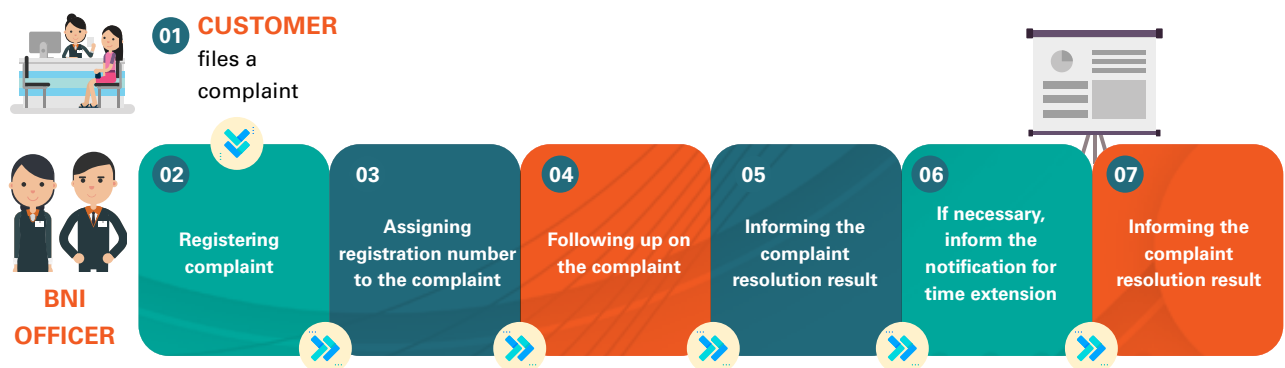 01
CUSTOMER
files a
complaint
BNI
OFFICER
02
Registering
complaint
03
Assigning
registration number
to the complaint
04
Following up on
the complaint
05
Informing the
complaint
resolution result
06
If necessary,
inform the
notification for
time extension
07
Informing the
complaint
resolution result